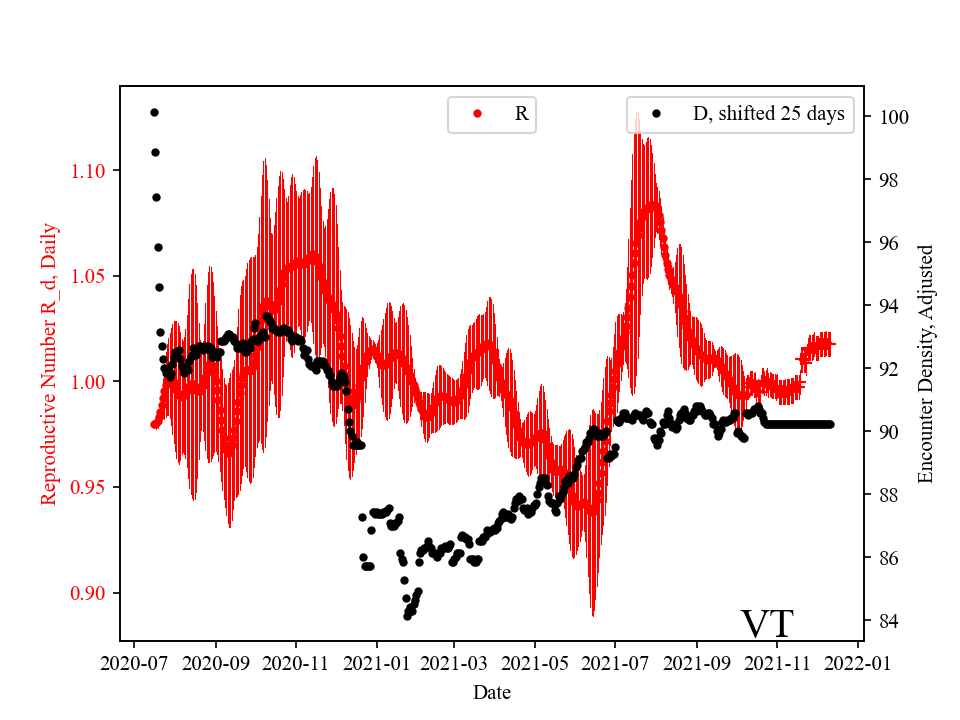 R
D, shifted 25 days
Reproductive Number R_d, Daily
1.10
1.05
1.00
0.95
0.90
100
98
96
94
92
90
88
86
84
Encounter Density, Adjusted
VT
2020-07 2020-09 2020-11 2021-01 2021-03 2021-05 2021-07 2021-09 2021-11 2022-01
Date